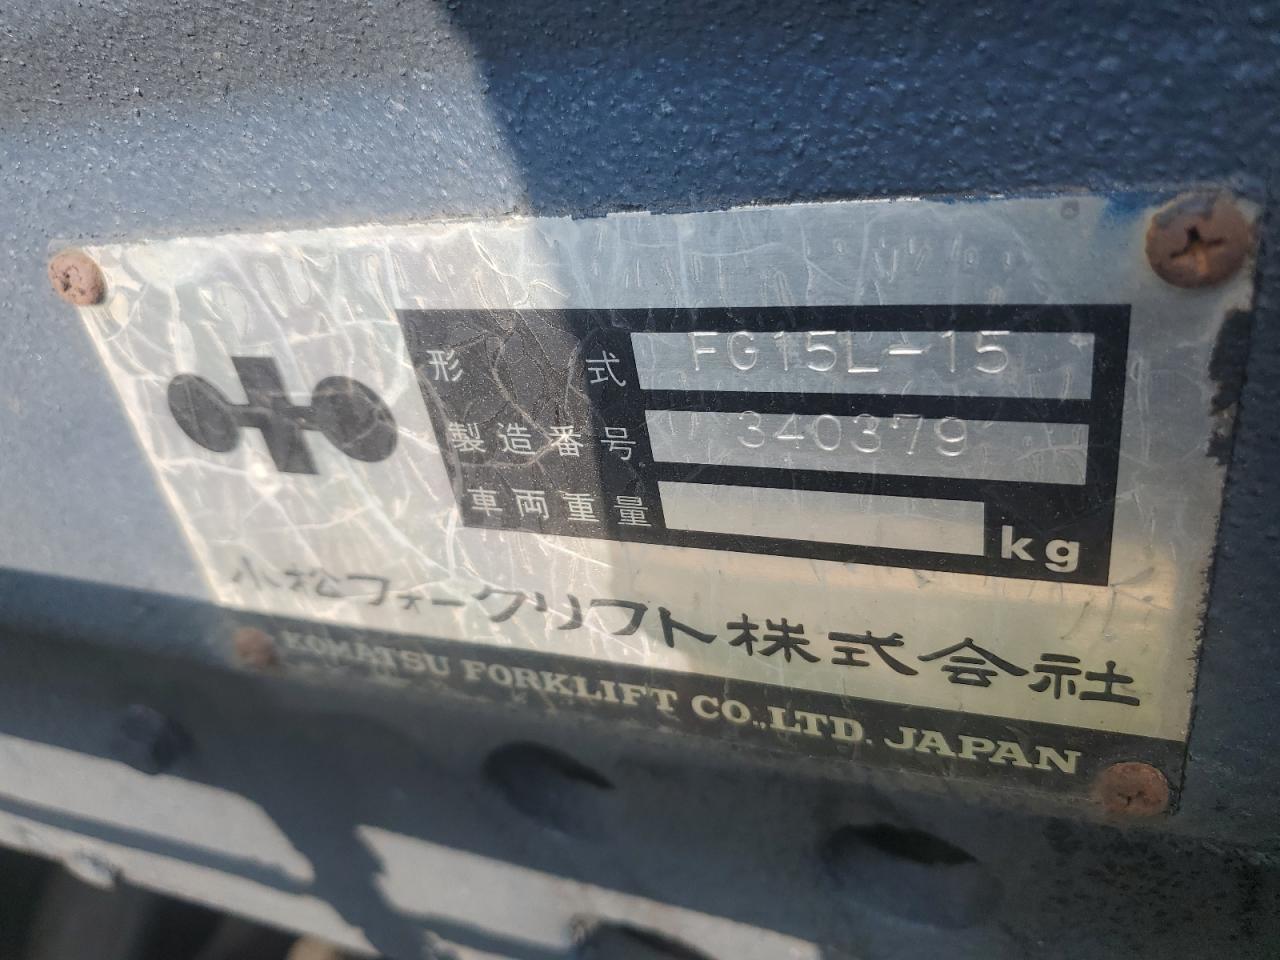 形式 FG15L-15
製造番号 340379
車両重量 kg
小松フォークリフト株式会社
KOMATSU FORKLIFT CO.,LTD. JAPAN